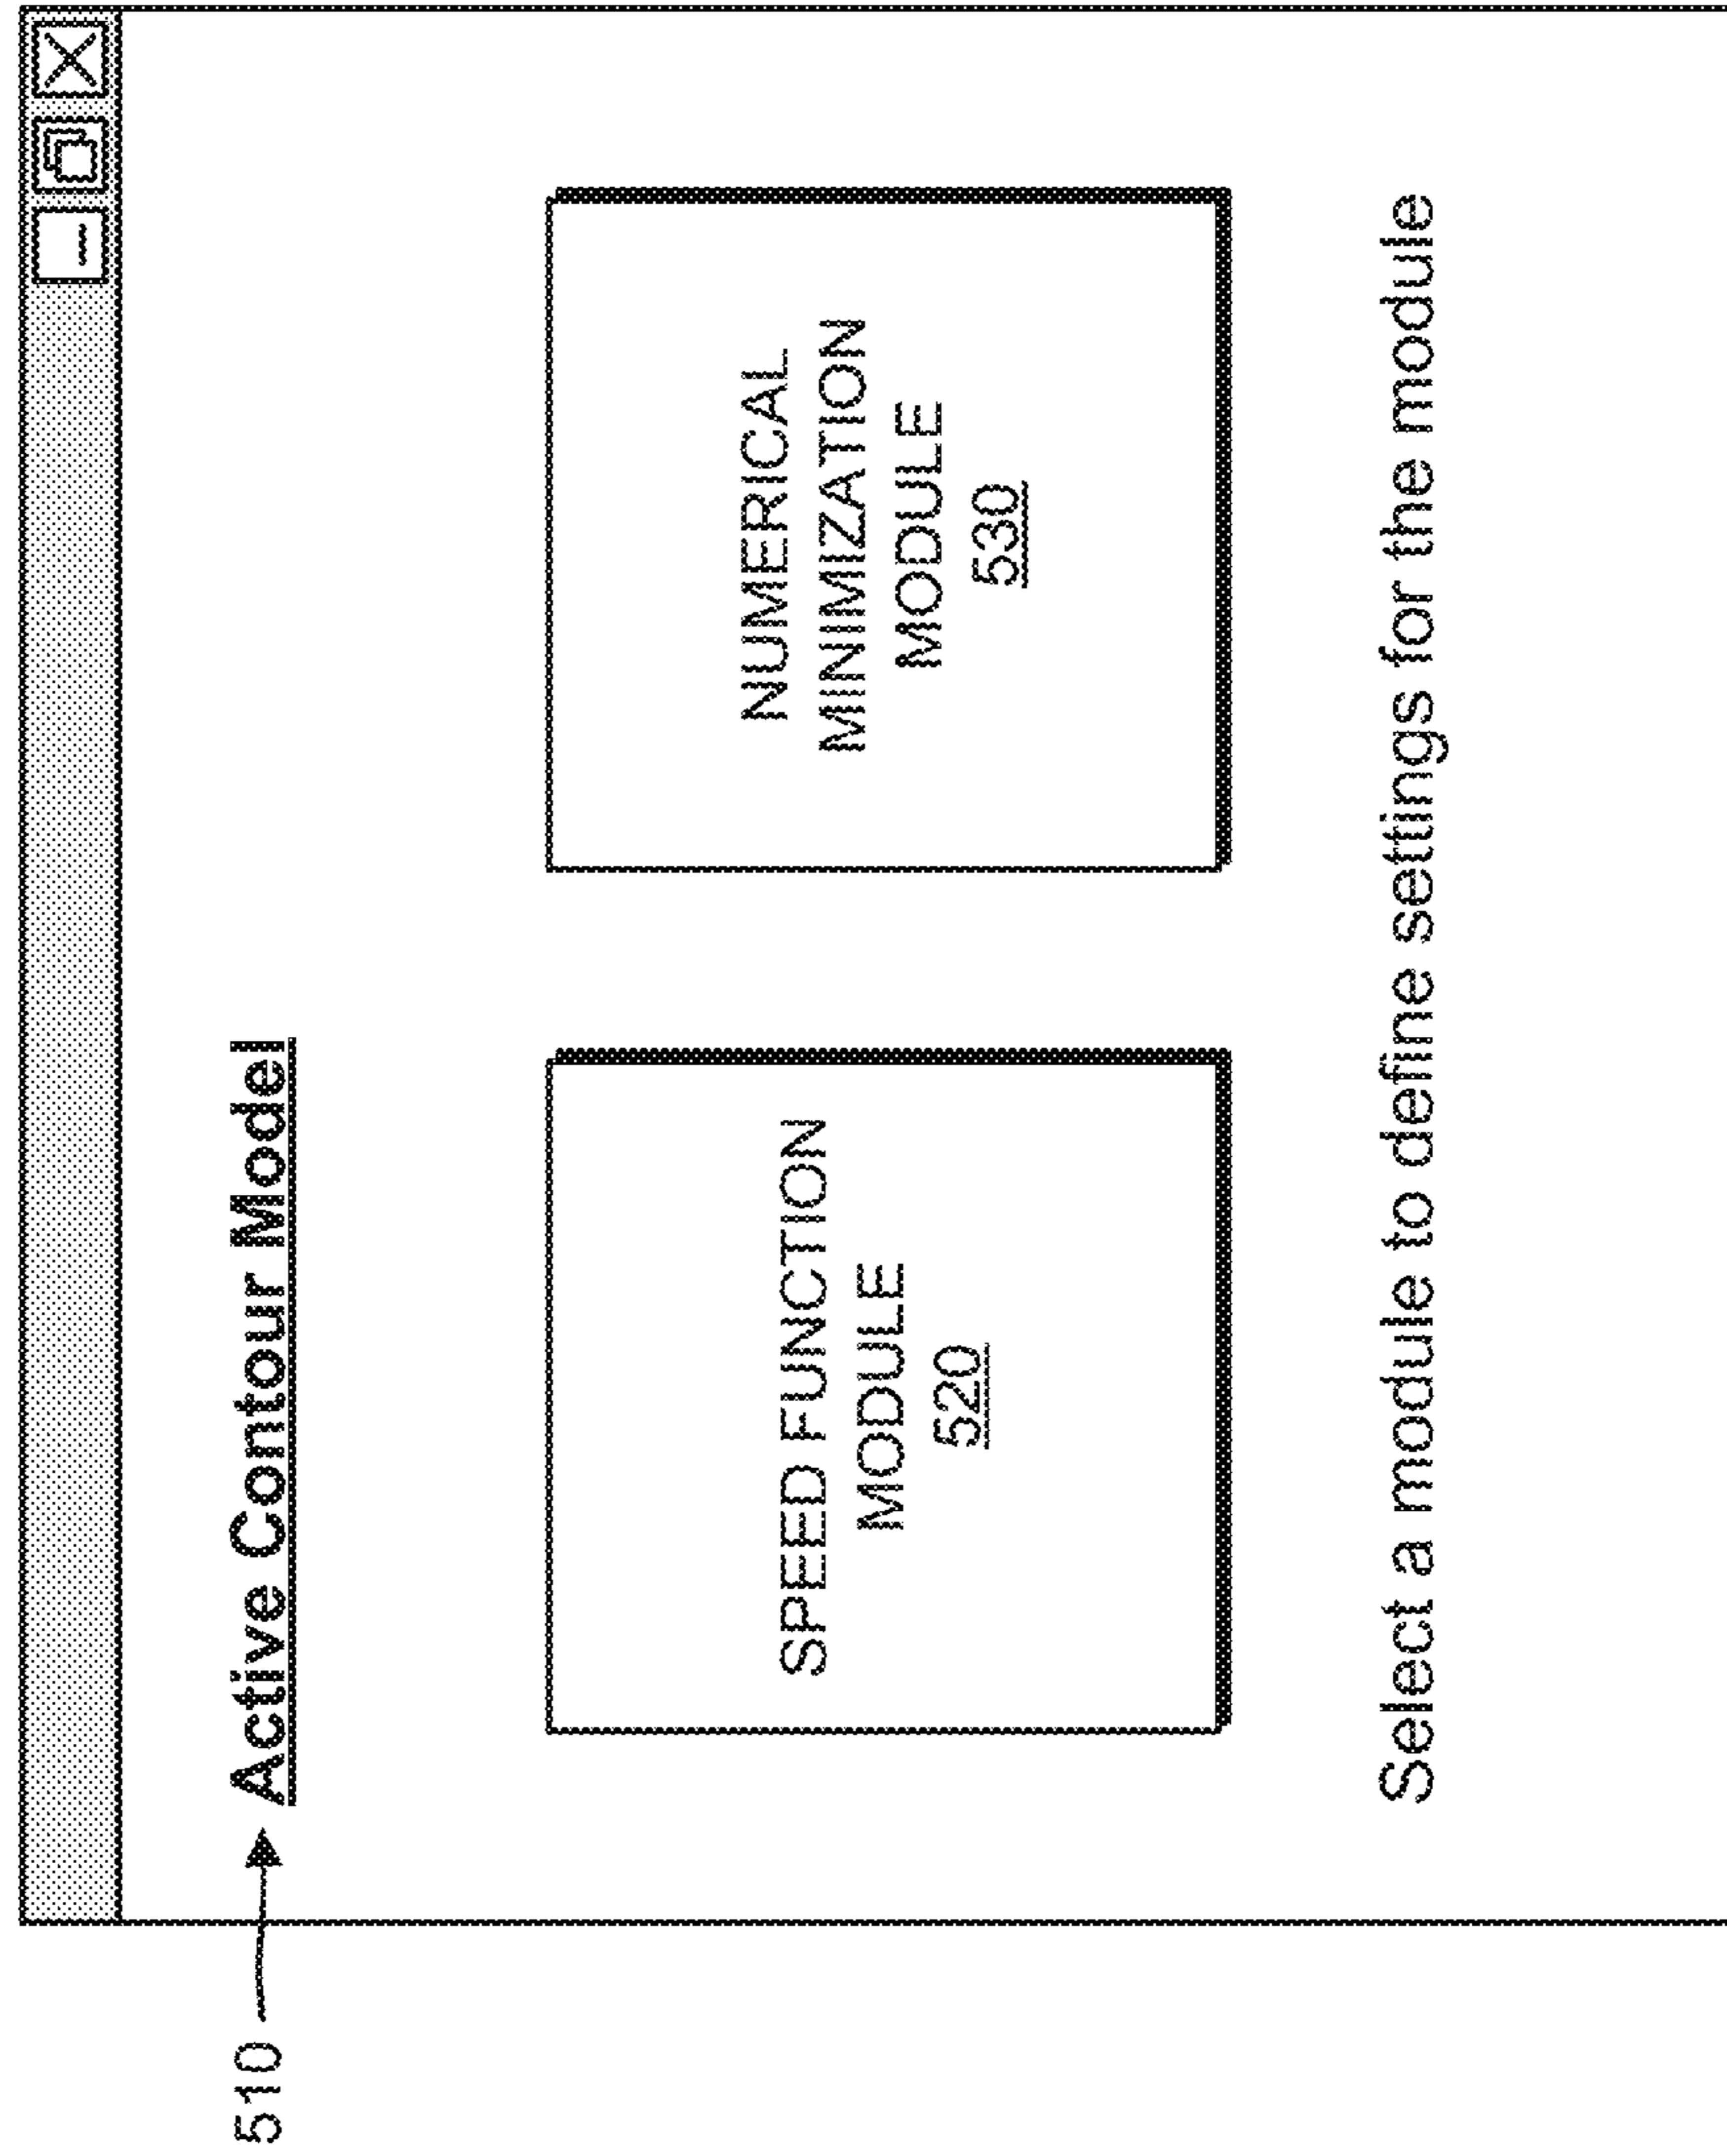 510
Active Contour Model
SPEED FUNCTION
MODULE
520
NUMERICAL
MINIMIZATION
MODULE
530
Select a module to define settings for the module